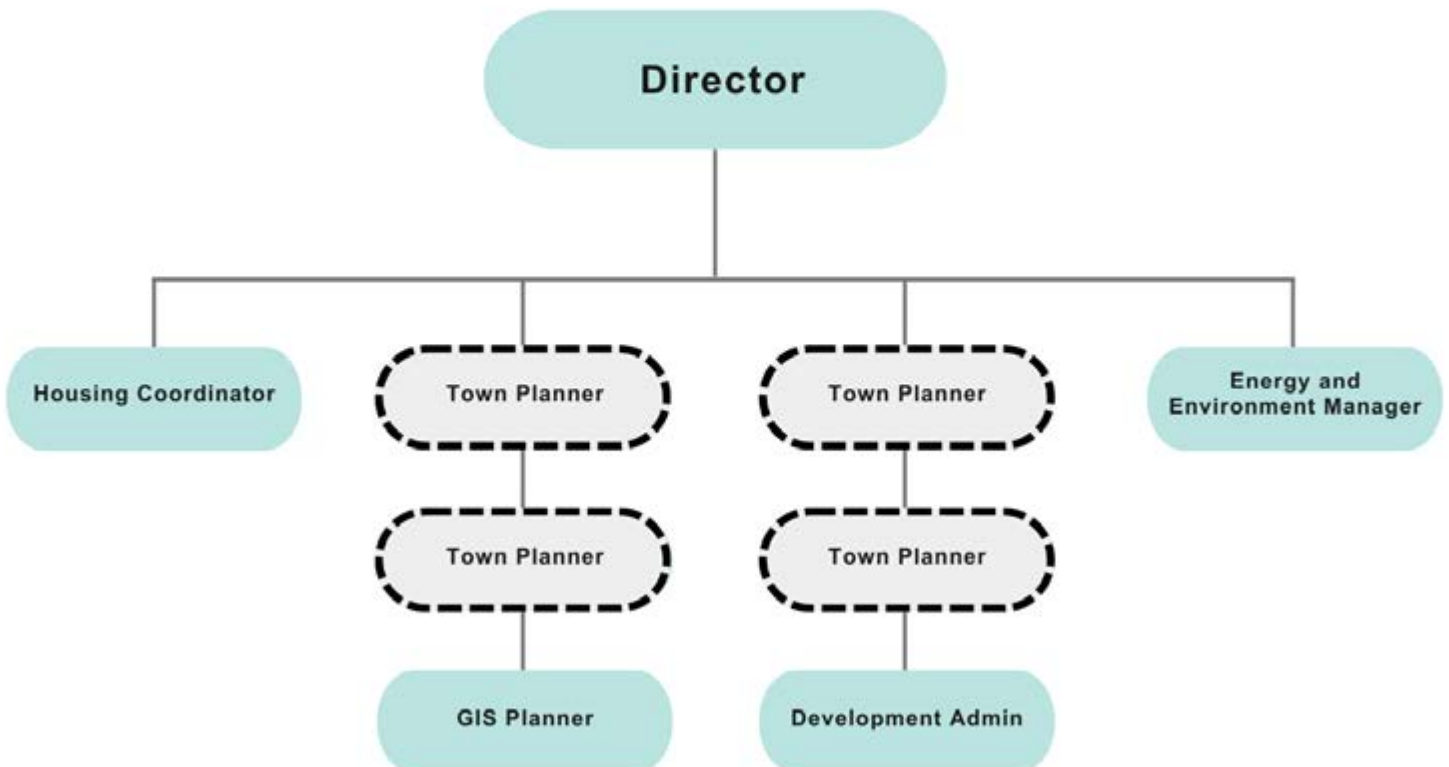 Director
Housing Coordinator
Town Planner
Town Planner
Energy and
Environment Manager
Town Planner
Town Planner
GIS Planner
Development Admin